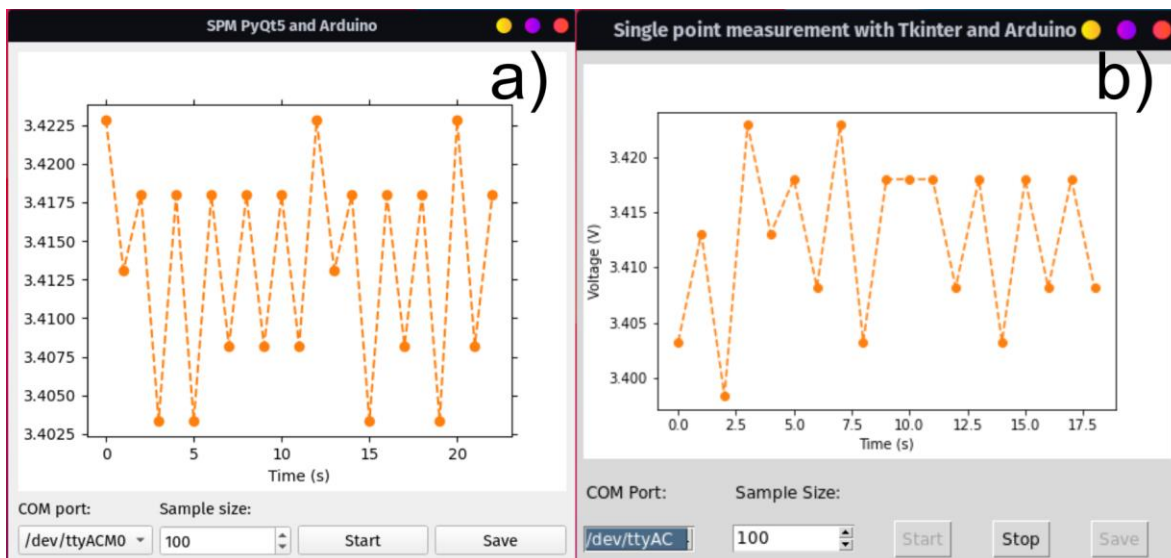 SPM PyQt5 and Arduino
a)
3.4225
3.4200
3.4175
3.4150
3.4125
3.4100
3.4075
3.4050
3.4025
0 5 10 15 20
Time (s)
COM port: Sample size:
/dev/ttyACM0 100 Start Save
Single point measurement with Tkinter and Arduino
b)
3.420
3.415
3.410
3.405
3.400
Voltage (V)
0.0 2.5 5.0 7.5 10.0 12.5 15.0 17.5
Time (s)
COM Port: Sample Size:
/dev/ttyAC 100 Start Stop Save